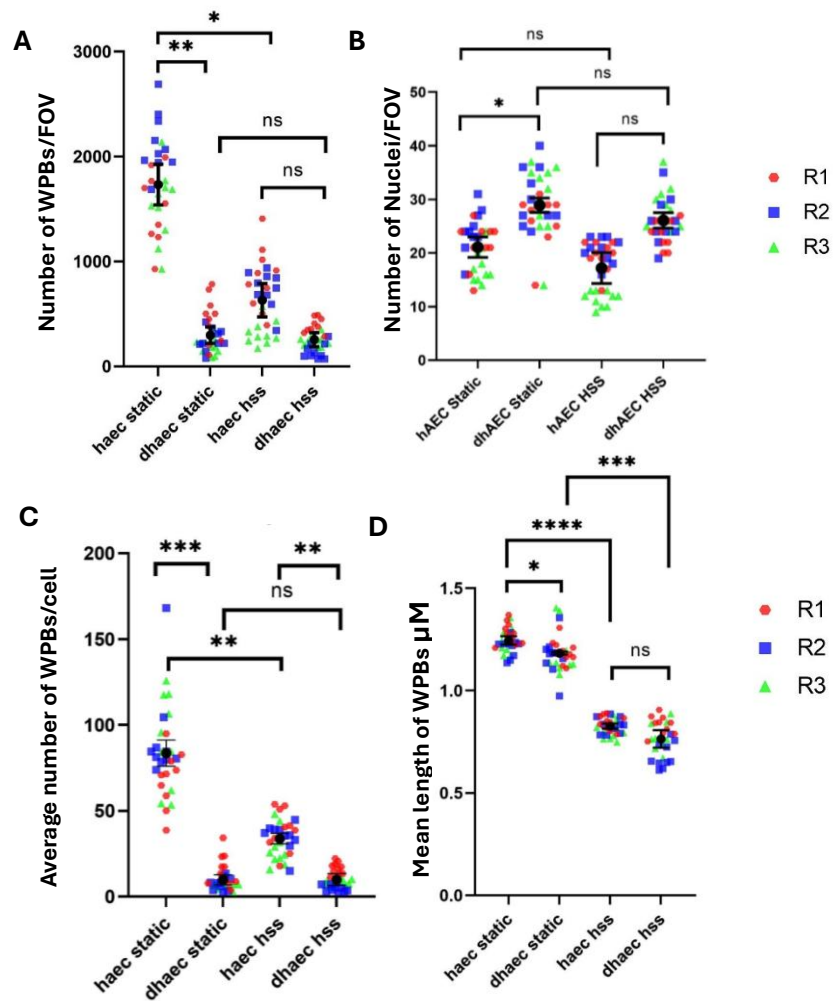 A
Number of WPBs/FOV
3000
2000
1000
0
*
**
ns
ns
haec static
dhaec static
haec hss
dhaec hss
B
Number of Nuclei/FOV
50
40
30
20
10
0
ns
ns
*
ns
hAEC Static
dhAEC Static
hAEC HSS
dhAEC HSS
R1
R2
R3
C
Average number of WPBs/cell
200
150
100
50
0
***
**
ns
**
haec static
dhaec static
haec hss
dhaec hss
D
Mean length of WPBs µM
1.5
1.0
0.5
0.0
***
****
*
ns
haec static
dhaec static
haec hss
dhaec hss
R1
R2
R3